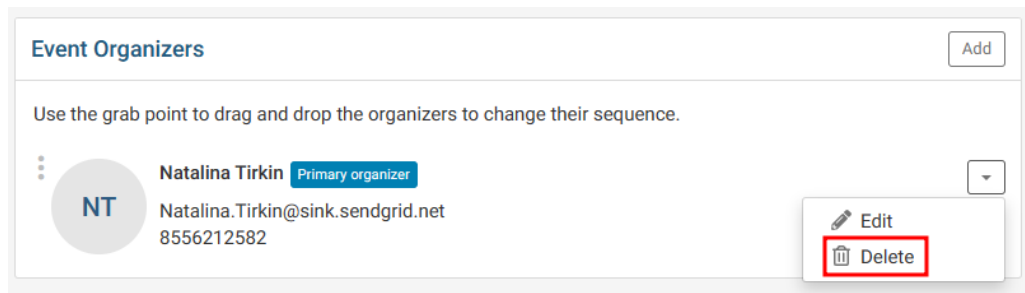 Event Organizers
Add
Use the grab point to drag and drop the organizers to change their sequence.
Natalina Tirkin Primary organizer
NT
Natalina.Tirkin@sink.sendgrid.net
8556212582
Edit
Delete